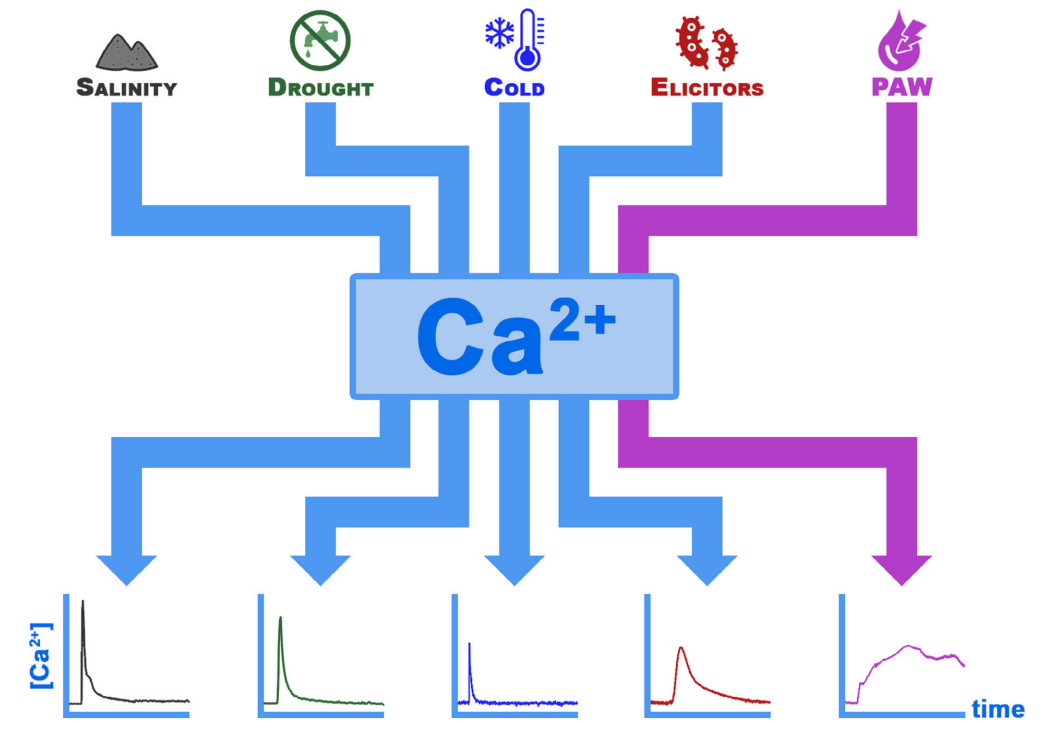 SALINITY
DROUGHT
COLD
ELICITORS
PAW
Ca²⁺
[Ca²⁺]
time